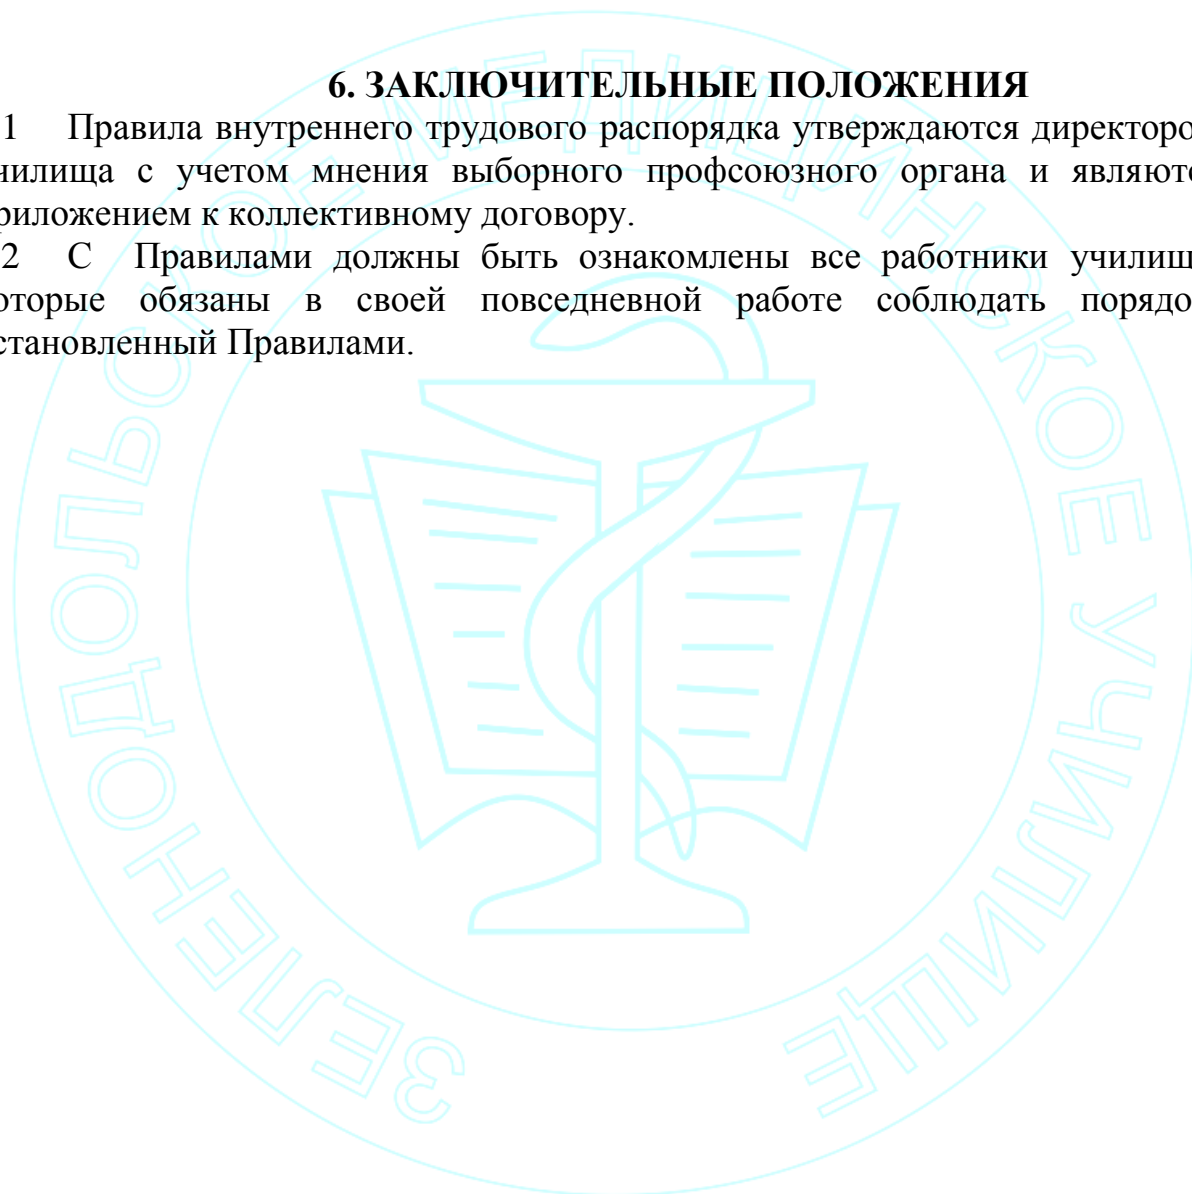 6. ЗАКЛЮЧИТЕЛЬНЫЕ ПОЛОЖЕНИЯ
1 Правила внутреннего трудового распорядка утверждаются директоро
чилища с учетом мнения выборного профсоюзного органа и являютс
риложением к коллективному договору.
2 С Правилами должны быть ознакомлены все работники училищ
оторые обязаны в своей повседневной работе соблюдать порядо
становленный Правилами.
ЗЕЛЕНОДОЛЬСКОЕ МЕДИЦИНСКОЕ УЧИЛИЩЕ